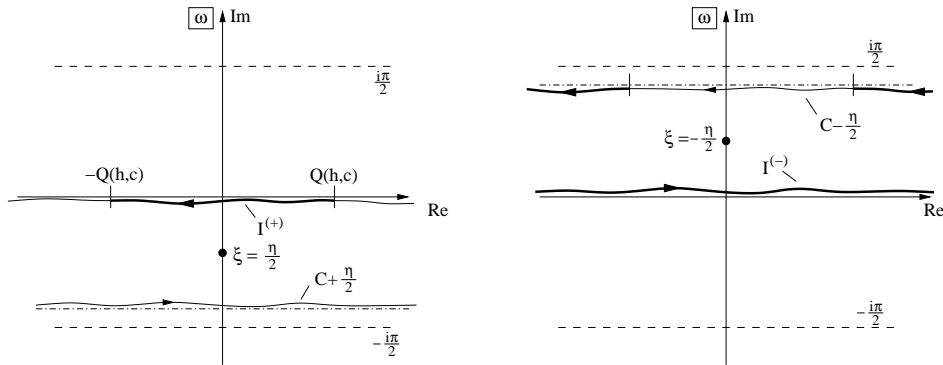 ω Im
iπ/2
−Q(h,c) Q(h,c)
Re
I(+)
ξ = η/2
C+η/2
−iπ/2
ω Im
iπ/2
C−η/2
ξ=−η/2
I(−)
Re
−iπ/2